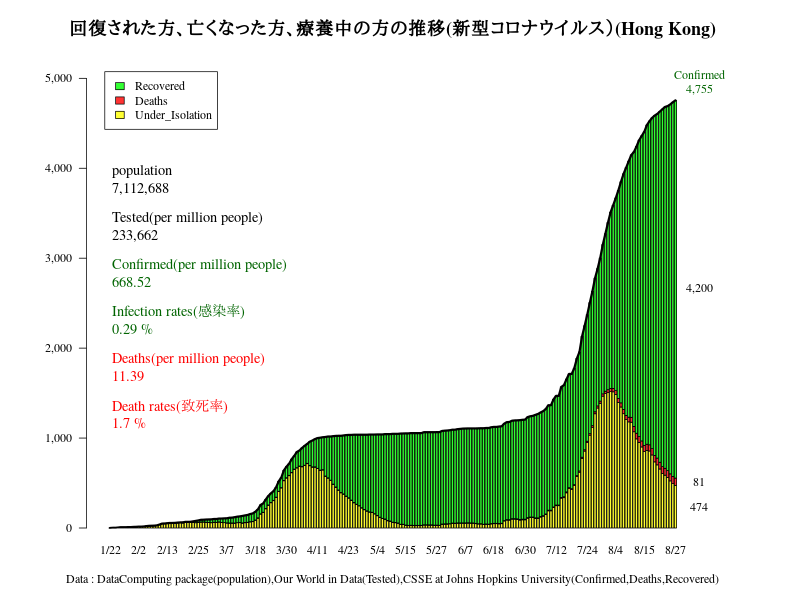 回復された方、亡くなった方、療養中の方の推移(新型コロナウイルス）(Hong Kong)
Confirmed
4,755
5,000
4,000
3,000
2,000
1,000
0
Recovered
Deaths
Under_Isolation
population
7,112,688
Tested(per million people)
233,662
Confirmed(per million people)
668.52
Infection rates(感染率)
0.29 %
Deaths(per million people)
11.39
Death rates(致死率)
1.7 %
4,200
81
474
1/22 2/2 2/13 2/25 3/7 3/18 3/30 4/11 4/23 5/4 5/15 5/27 6/7 6/18 6/30 7/12 7/24 8/4 8/15 8/27
Data : DataComputing package(population),Our World in Data(Tested),CSSE at Johns Hopkins University(Confirmed,Deaths,Recovered)